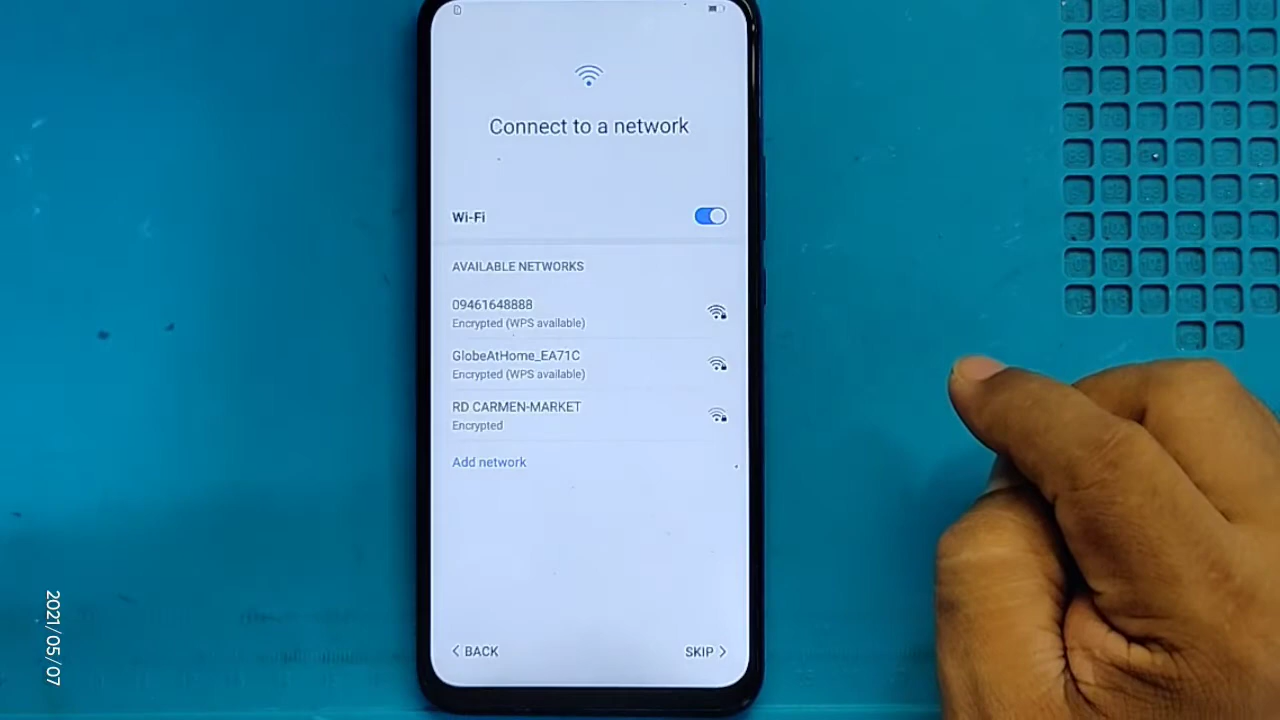 Connect to a network
Wi-Fi
AVAILABLE NETWORKS
09461648888
Encrypted (WPS available)
GlobeAtHome_EA71C
Encrypted (WPS available)
RD CARMEN-MARKET
Encrypted
Add network
BACK
SKIP
2021/05/07